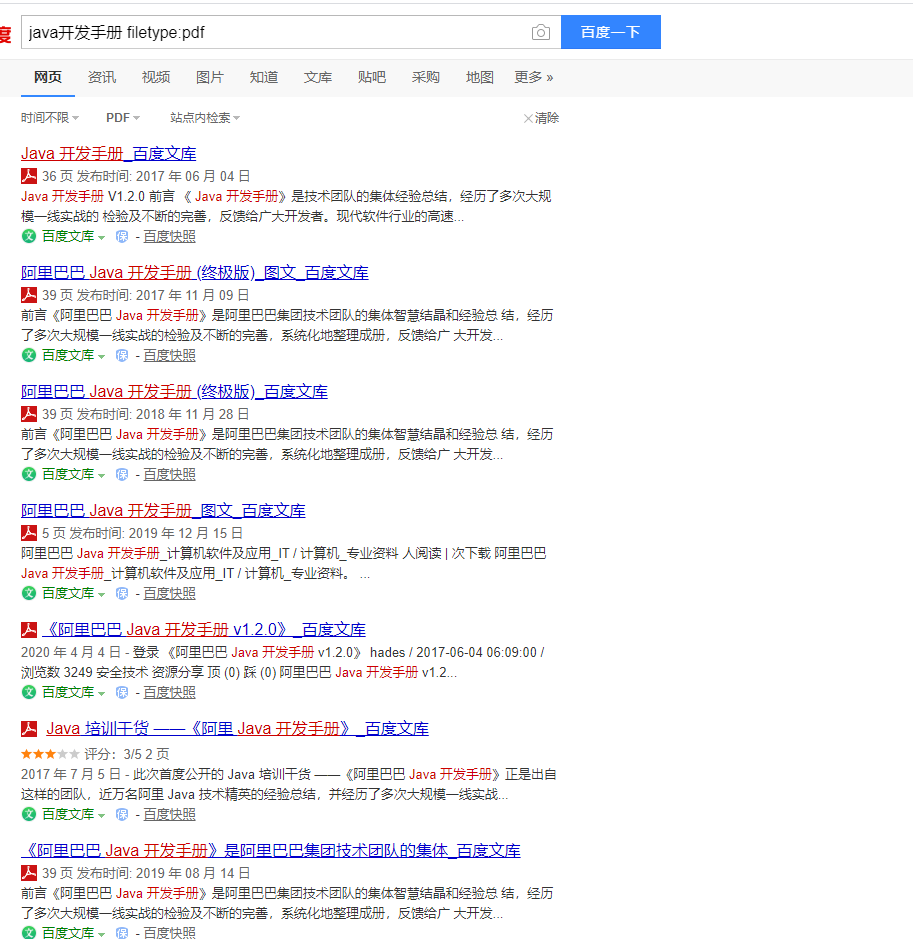 度
java开发手册 filetype:pdf
百度一下
网页 资讯 视频 图片 知道 文库 贴吧 采购 地图 更多 »
时间不限 PDF 站点内检索 ×清除
Java 开发手册_百度文库
36 页 发布时间: 2017 年 06 月 04 日
Java 开发手册 V1.2.0 前言 《 Java 开发手册》是技术团队的集体经验总结，经历了多次大规
模一线实战的 检验及不断的完善，反馈给广大开发者。现代软件行业的高速...
文 百度文库 保 - 百度快照
阿里巴巴 Java 开发手册 (终极版)_图文_百度文库
39 页 发布时间: 2017 年 11 月 09 日
前言《阿里巴巴 Java 开发手册》是阿里巴巴集团技术团队的集体智慧结晶和经验总 结，经历
了多次大规模一线实战的检验及不断的完善，系统化地整理成册，反馈给广 大开发...
文 百度文库 保 - 百度快照
阿里巴巴 Java 开发手册 (终极版)_百度文库
39 页 发布时间: 2018 年 11 月 28 日
前言《阿里巴巴 Java 开发手册》是阿里巴巴集团技术团队的集体智慧结晶和经验总 结，经历
了多次大规模一线实战的检验及不断的完善，系统化地整理成册，反馈给广 大开发...
文 百度文库 保 - 百度快照
阿里巴巴 Java 开发手册_图文_百度文库
5 页 发布时间: 2019 年 12 月 15 日
阿里巴巴 Java 开发手册_计算机软件及应用_IT / 计算机_专业资料 人阅读 | 次下载 阿里巴巴
Java 开发手册_计算机软件及应用_IT / 计算机_专业资料。 ...
文 百度文库 保 - 百度快照
《阿里巴巴 Java 开发手册 v1.2.0》_百度文库
2020 年 4 月 4 日 - 登录 《阿里巴巴 Java 开发手册 v1.2.0》 hades / 2017-06-04 06:09:00 /
浏览数 3249 安全技术 资源分享 顶 (0) 踩 (0) 阿里巴巴 Java 开发手册 v1.2...
文 百度文库 保 - 百度快照
Java 培训干货 ——《阿里 Java 开发手册》_百度文库
评分：3/5 2 页
2017 年 7 月 5 日 - 此次首度公开的 Java 培训干货 ——《阿里巴巴 Java 开发手册》正是出自
这样的团队，近万名阿里 Java 技术精英的经验总结，并经历了多次大规模一线实战...
文 百度文库 保 - 百度快照
《阿里巴巴 Java 开发手册》是阿里巴巴集团技术团队的集体_百度文库
39 页 发布时间: 2019 年 08 月 14 日
前言《阿里巴巴 Java 开发手册》是阿里巴巴集团技术团队的集体智慧结晶和经验总 结，经历
了多次大规模一线实战的检验及不断的完善，系统化地整理成册，反馈给广 大开发...
文 百度文库 保 - 百度快照